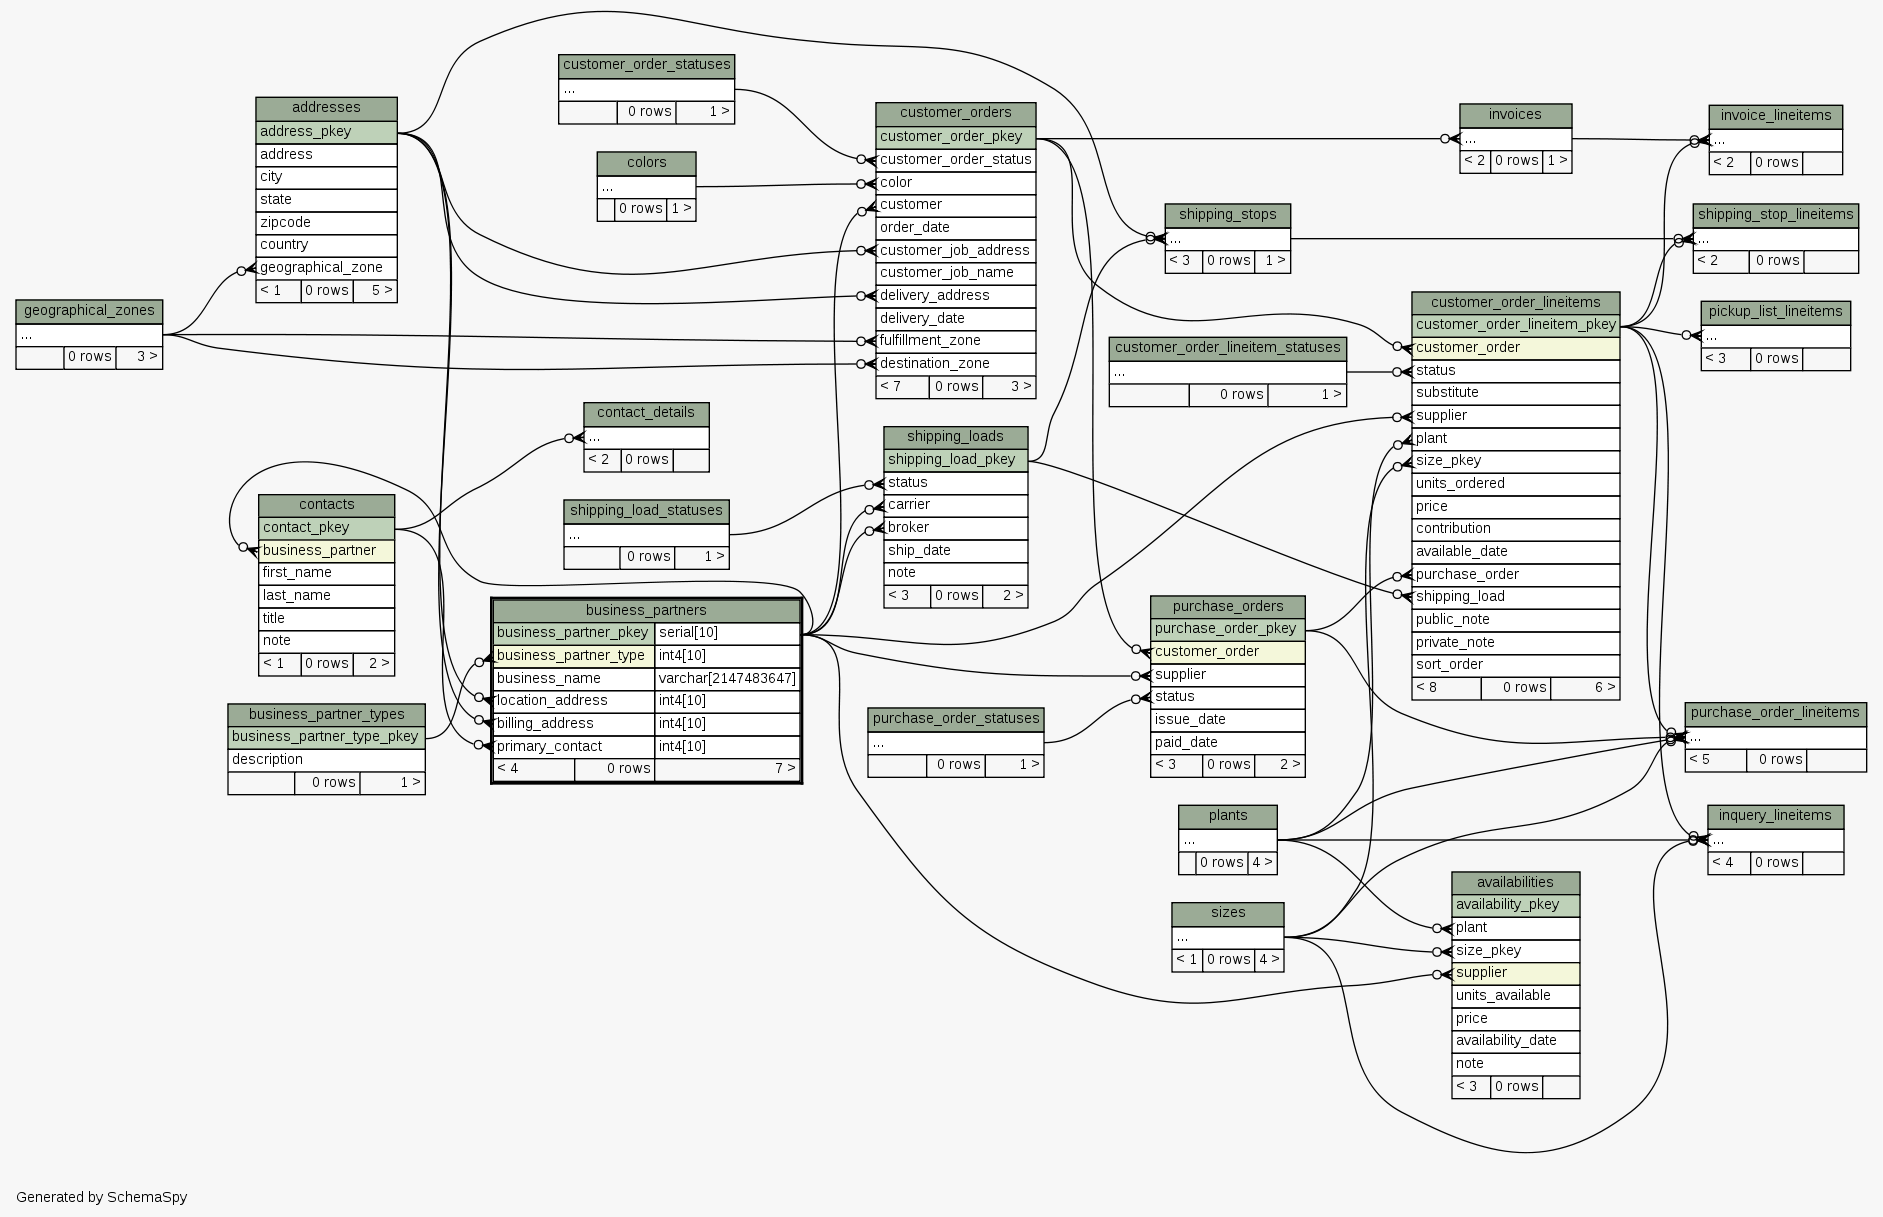 customer_order_statuses
...
0 rows 1 >
addresses
address_pkey
address
city
state
zipcode
country
geographical_zone
< 1 0 rows 5 >
colors
...
0 rows 1 >
customer_orders
customer_order_pkey
customer_order_status
color
customer
order_date
customer_job_address
customer_job_name
delivery_address
delivery_date
fulfillment_zone
destination_zone
< 7 0 rows 3 >
invoices
...
< 2 0 rows 1 >
invoice_lineitems
...
< 2 0 rows
shipping_stops
...
< 3 0 rows 1 >
shipping_stop_lineitems
...
< 2 0 rows
geographical_zones
...
0 rows 3 >
customer_order_lineitem_statuses
...
0 rows 1 >
customer_order_lineitems
customer_order_lineitem_pkey
customer_order
status
substitute
supplier
plant
size_pkey
units_ordered
price
contribution
available_date
purchase_order
shipping_load
public_note
private_note
sort_order
< 8 0 rows 6 >
pickup_list_lineitems
...
< 3 0 rows
contact_details
...
< 2 0 rows
shipping_loads
shipping_load_pkey
status
carrier
broker
ship_date
note
< 3 0 rows 2 >
contacts
contact_pkey
business_partner
first_name
last_name
title
note
< 1 0 rows 2 >
shipping_load_statuses
...
0 rows 1 >
business_partners
business_partner_pkey serial[10]
business_partner_type int4[10]
business_name varchar[2147483647]
location_address int4[10]
billing_address int4[10]
primary_contact int4[10]
< 4 0 rows 7 >
purchase_orders
purchase_order_pkey
customer_order
supplier
status
issue_date
paid_date
< 3 0 rows 2 >
business_partner_types
business_partner_type_pkey
description
0 rows 1 >
purchase_order_statuses
...
0 rows 1 >
purchase_order_lineitems
...
< 5 0 rows
plants
...
0 rows 4 >
inquery_lineitems
...
< 4 0 rows
sizes
...
< 1 0 rows 4 >
availabilities
availability_pkey
plant
size_pkey
supplier
units_available
price
availability_date
note
< 3 0 rows
Generated by SchemaSpy